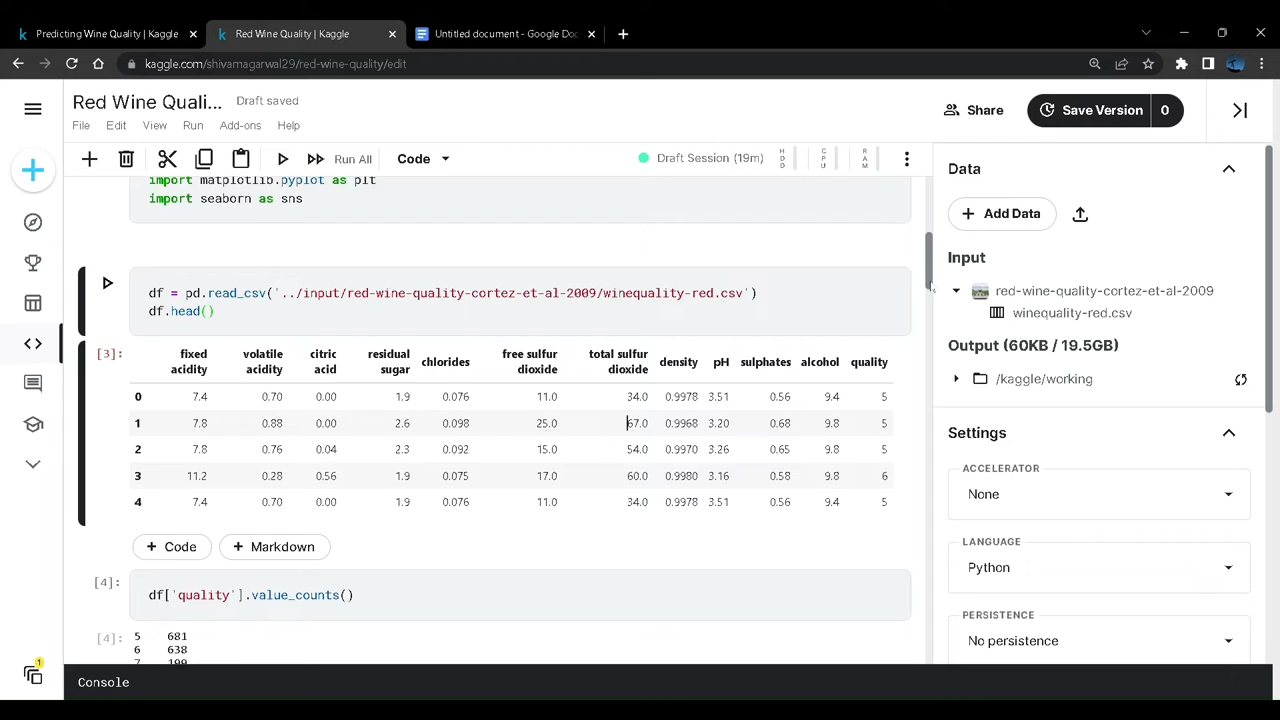 Predicting Wine Quality | Kaggle
Red Wine Quality | Kaggle
Untitled document - Google Doc
kaggle.com/shivamagarwal29/red-wine-quality/edit
Red Wine Quali...
Draft saved
File Edit View Run Add-ons Help
Share
Save Version 0
Run All
Code
Draft Session (19m)
HDD
CPU
RAM
import matplotlib.pyplot as plt
import seaborn as sns
df = pd.read_csv('../input/red-wine-quality-cortez-et-al-2009/winequality-red.csv')
df.head()
[3]:
fixed acidity volatile acidity citric acid residual sugar chlorides free sulfur dioxide total sulfur dioxide density pH sulphates alcohol quality
0 7.4 0.70 0.00 1.9 0.076 11.0 34.0 0.9978 3.51 0.56 9.4 5
1 7.8 0.88 0.00 2.6 0.098 25.0 67.0 0.9968 3.20 0.68 9.8 5
2 7.8 0.76 0.04 2.3 0.092 15.0 54.0 0.9970 3.26 0.65 9.8 5
3 11.2 0.28 0.56 1.9 0.075 17.0 60.0 0.9980 3.16 0.58 9.8 6
4 7.4 0.70 0.00 1.9 0.076 11.0 34.0 0.9978 3.51 0.56 9.4 5
+ Code + Markdown
[4]:
df['quality'].value_counts()
[4]:
5 681
6 638
7 199
Console
Data
+ Add Data
Input
red-wine-quality-cortez-et-al-2009
winequality-red.csv
Output (60KB / 19.5GB)
/kaggle/working
Settings
ACCELERATOR
None
LANGUAGE
Python
PERSISTENCE
No persistence
1